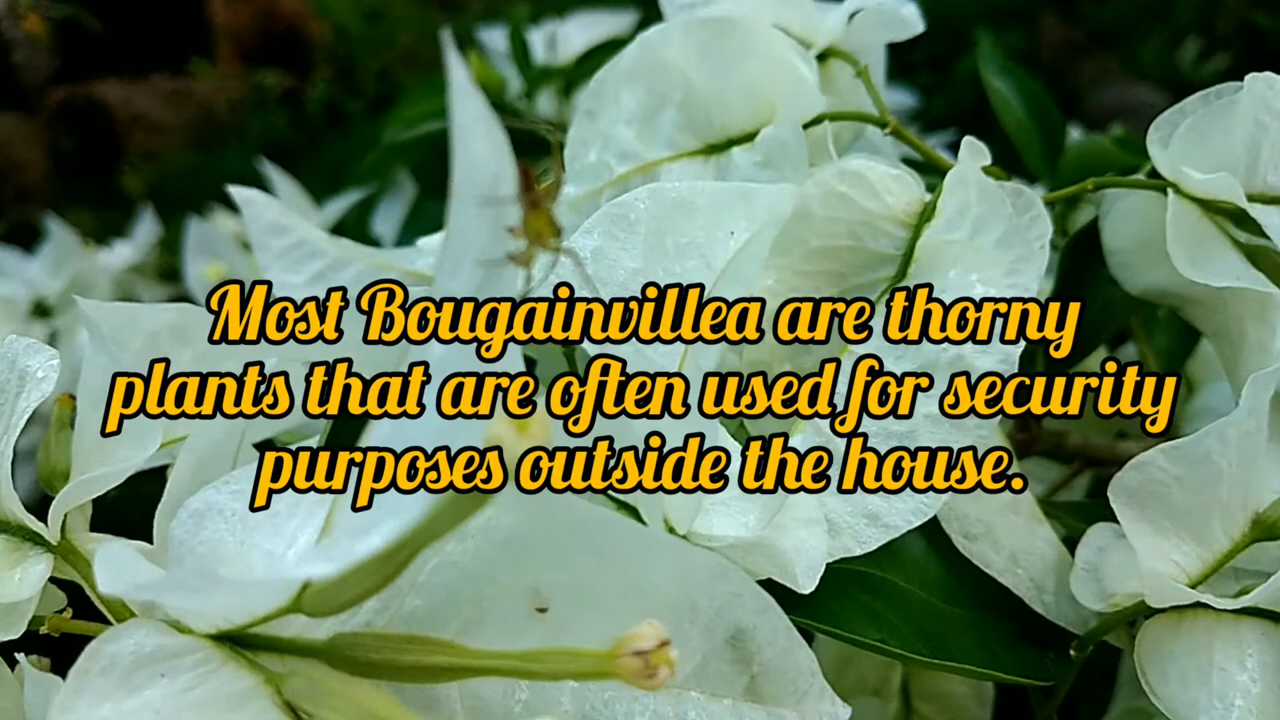 Most Bougainvillea are thorny
plants that are often used for security
purposes outside the house.